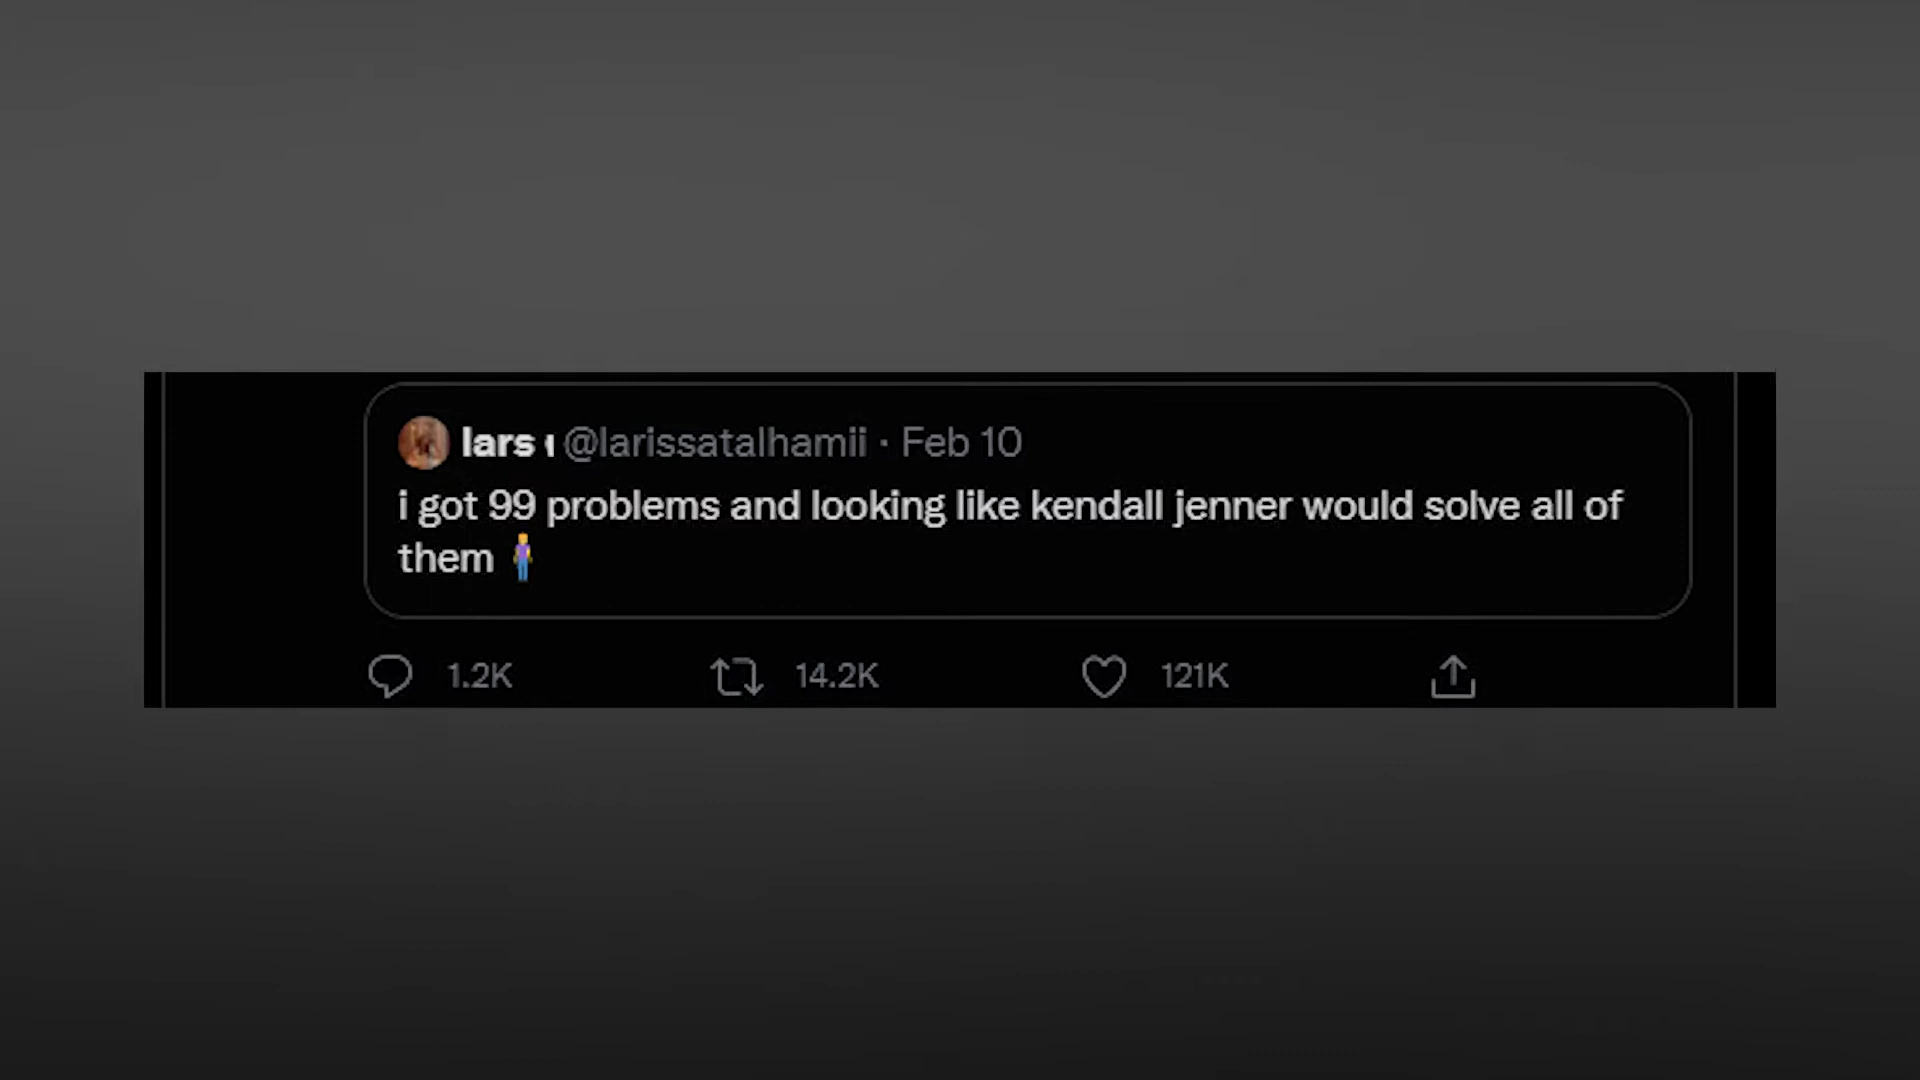 lars @larissatalhamii · Feb 10
i got 99 problems and looking like kendall jenner would solve all of
them 🧍‍♀️
1.2K 14.2K 121K